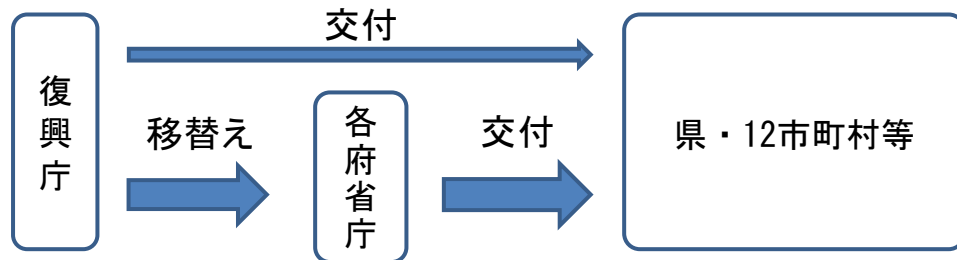 交付
復興庁
移替え
各府省庁
交付
県・12市町村等